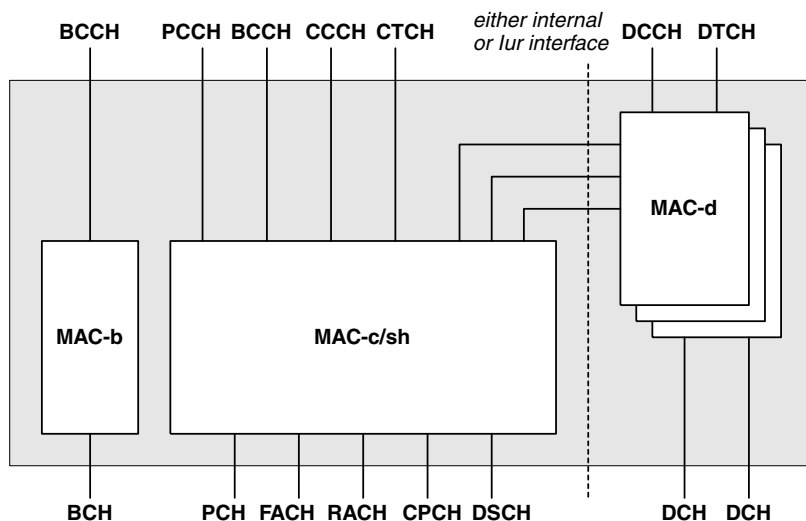 either internal
or Iur interface
BCCH PCCH BCCH CCCH CTCH DCCH DTCH
MAC-d
MAC-b MAC-c/sh
BCH PCH FACH RACH CPCH DSCH DCH DCH